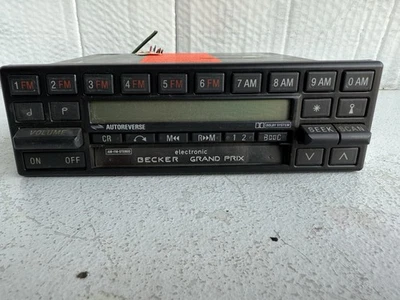 1 FM 2 FM 3 FM 4 FM 5 FM 6 FM 7 AM 8 AM 9 AM 0 AM
VOLUME AUTOREVERSE DOLBY SYSTEM SEEK SCAN
CR M◀◀ R▶▶M 1 2
ON OFF AM-FM-STEREO electronic
BECKER GRAND PRIX